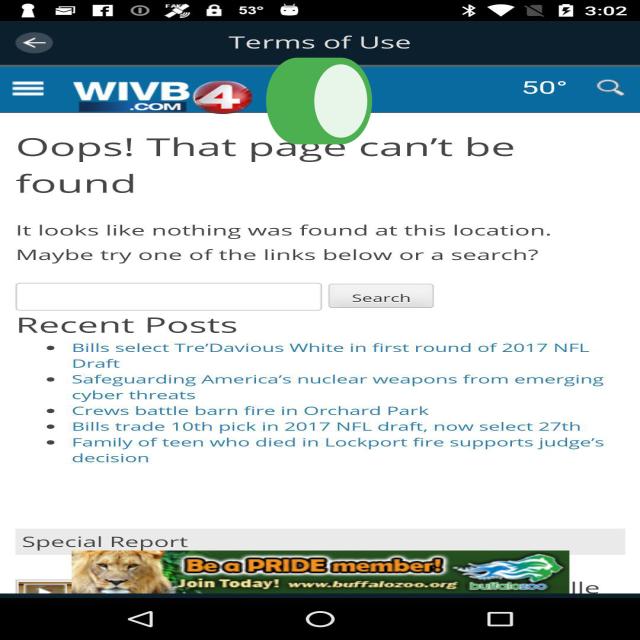 53°
3:02
Terms of Use
WIVB 4
.COM
50°
Oops! That page can't be
found
It looks like nothing was found at this location.
Maybe try one of the links below or a search?
Search
Recent Posts
Bills select Tre'Davious White in first round of 2017 NFL
Draft
Safeguarding America's nuclear weapons from emerging
cyber threats
Crews battle barn fire in Orchard Park
Bills trade 10th pick in 2017 NFL draft, now select 27th
Family of teen who died in Lockport fire supports judge's
decision
Special Report
Be a PRIDE member!
Join Today! www.buffalozoo.org
buffalozoo